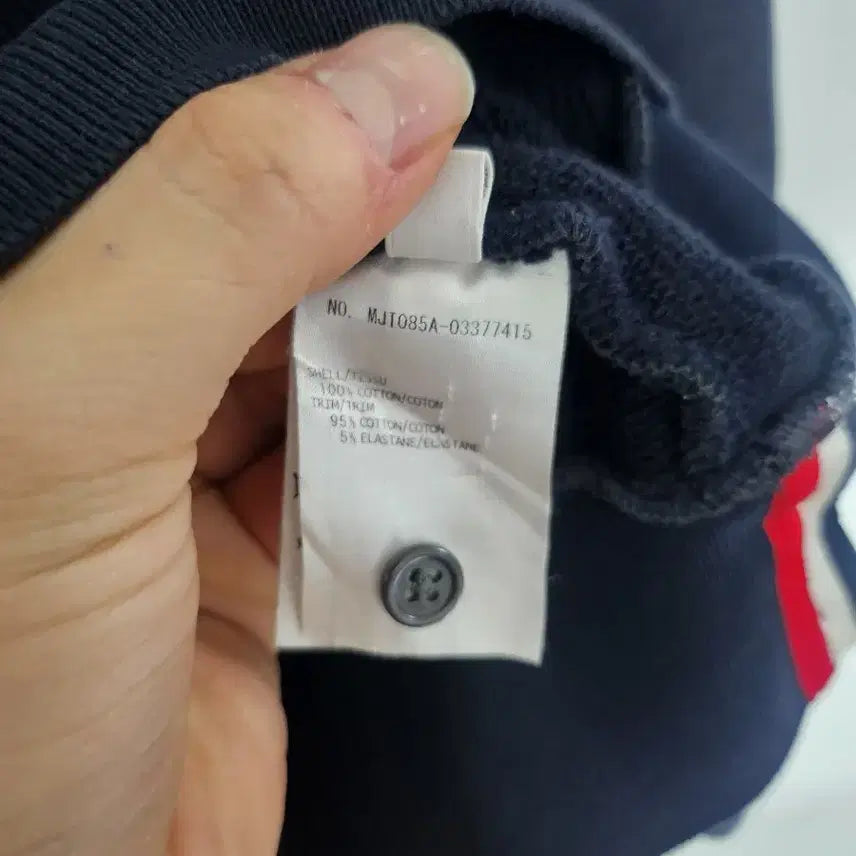 NO. MJT085A-03377415
SHELL/TISSU
100% COTTON/COTON
TRIM/TRIM
95% COTTON/COTON
5% ELASTANE/ELASTANE